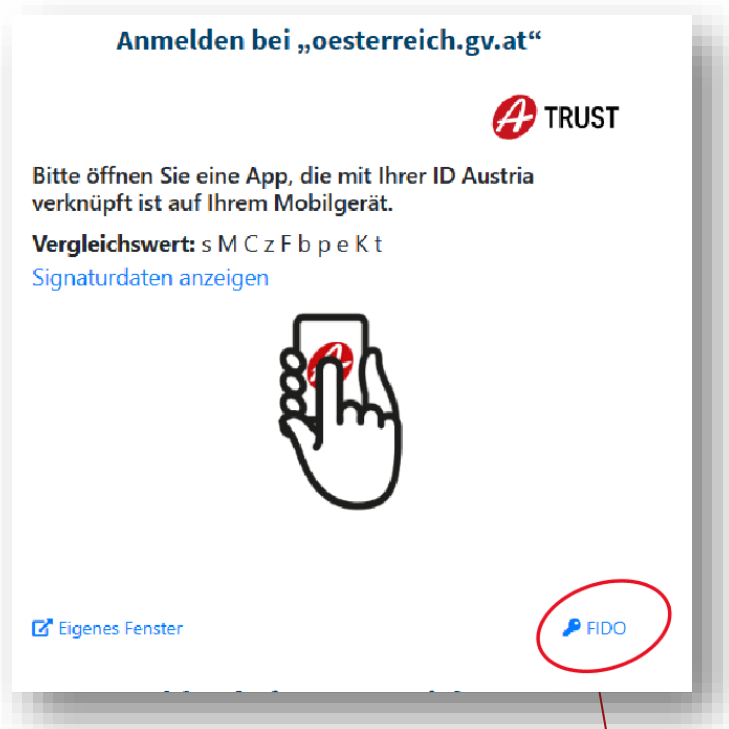 Anmelden bei „oesterreich.gv.at“
A TRUST
Bitte öffnen Sie eine App, die mit Ihrer ID Austria
verknüpft ist auf Ihrem Mobilgerät.
Vergleichswert: s M C z F b p e K t
Signaturdaten anzeigen
A
Eigenes Fenster
FIDO